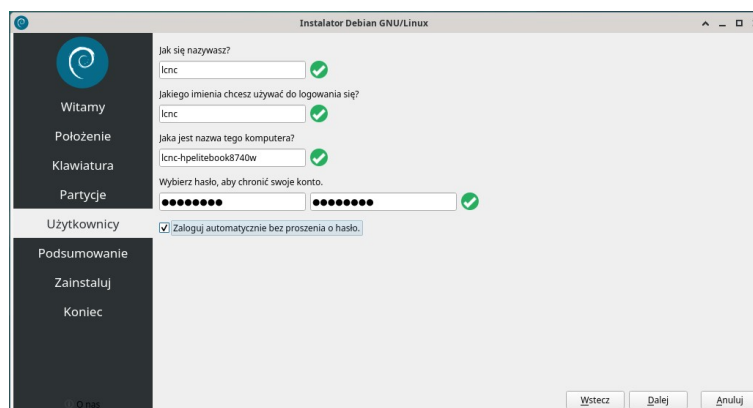 Instalator Debian GNU/Linux
Witamy
Położenie
Klawiatura
Partycje
Użytkownicy
Podsumowanie
Zainstaluj
Koniec
O nas
Jak się nazywasz?
lcnc
Jakiego imienia chcesz używać do logowania się?
lcnc
Jaka jest nazwa tego komputera?
lcnc-hpelitebook8740w
Wybierz hasło, aby chronić swoje konto.
●●●●●●●● ●●●●●●●●
Zaloguj automatycznie bez proszenia o hasło.
Wstecz Dalej Anuluj